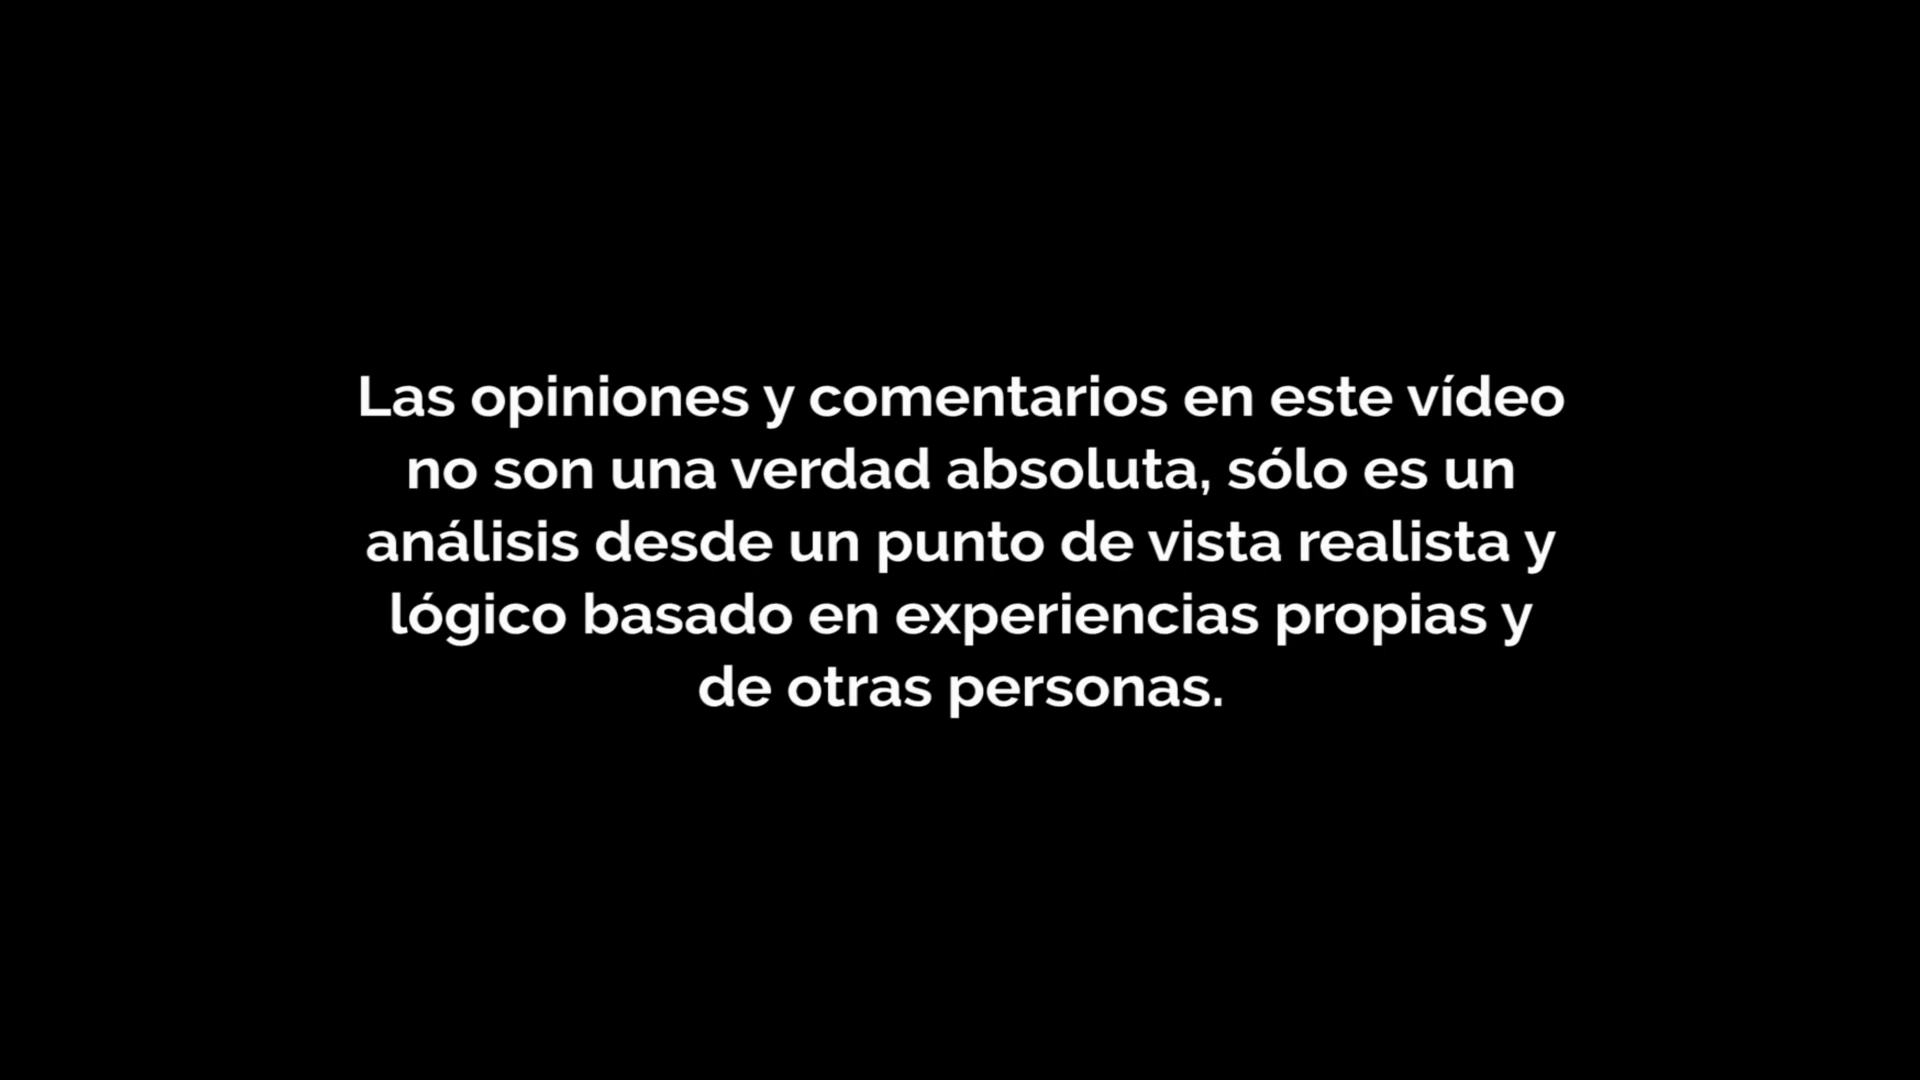 Las opiniones y comentarios en este vídeo
no son una verdad absoluta, sólo es un
análisis desde un punto de vista realista y
lógico basado en experiencias propias y
de otras personas.